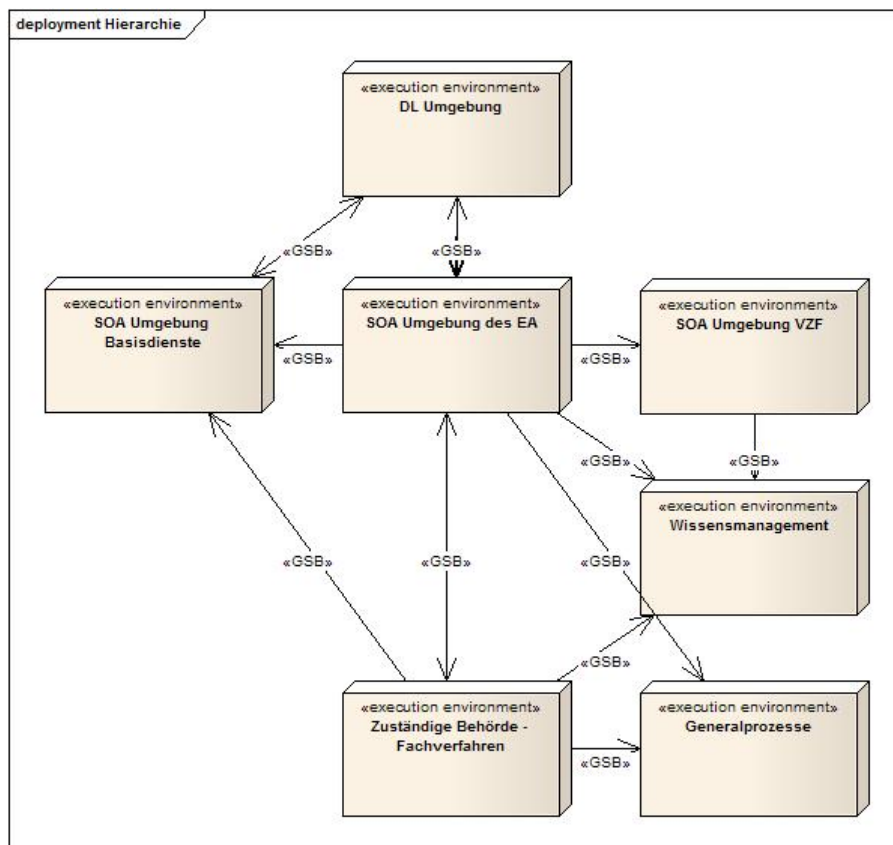 deployment Hierarchie
«execution environment»
DL Umgebung
«GSB»
«GSB»
«execution environment»
SOA Umgebung
Basisdienste
«execution environment»
SOA Umgebung des EA
«execution environment»
SOA Umgebung VZF
«GSB»
«GSB»
«GSB»
«GSB»
«execution environment»
Wissensmanagement
«GSB»
«GSB»
«GSB»
«GSB»
«execution environment»
Zuständige Behörde -
Fachverfahren
«execution environment»
Generalprozesse
«GSB»